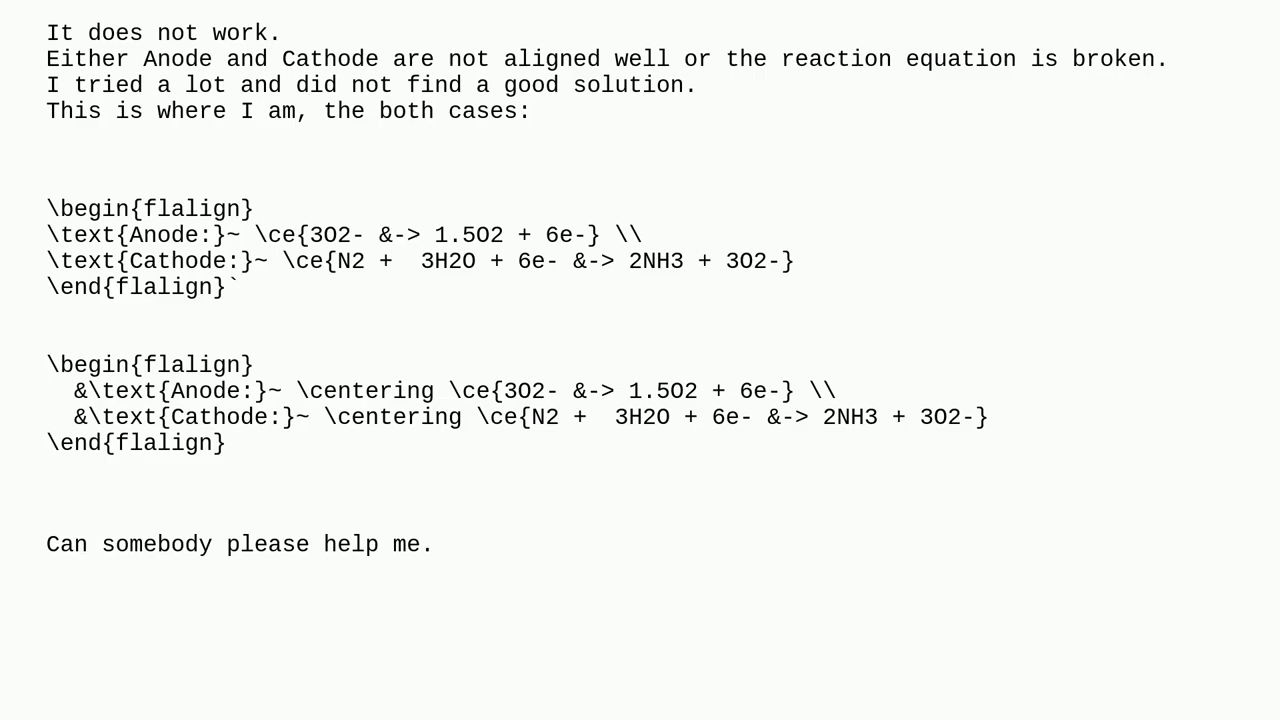 It does not work.
Either Anode and Cathode are not aligned well or the reaction equation is broken.
I tried a lot and did not find a good solution.
This is where I am, the both cases:
\begin{flalign}
\text{Anode:}~ \ce{3O2- &-> 1.5O2 + 6e-} \\
\text{Cathode:}~ \ce{N2 +  3H2O + 6e- &-> 2NH3 + 3O2-}
\end{flalign}`
\begin{flalign}
  &\text{Anode:}~ \centering \ce{3O2- &-> 1.5O2 + 6e-} \\
  &\text{Cathode:}~ \centering \ce{N2 +  3H2O + 6e- &-> 2NH3 + 3O2-}
\end{flalign}
Can somebody please help me.